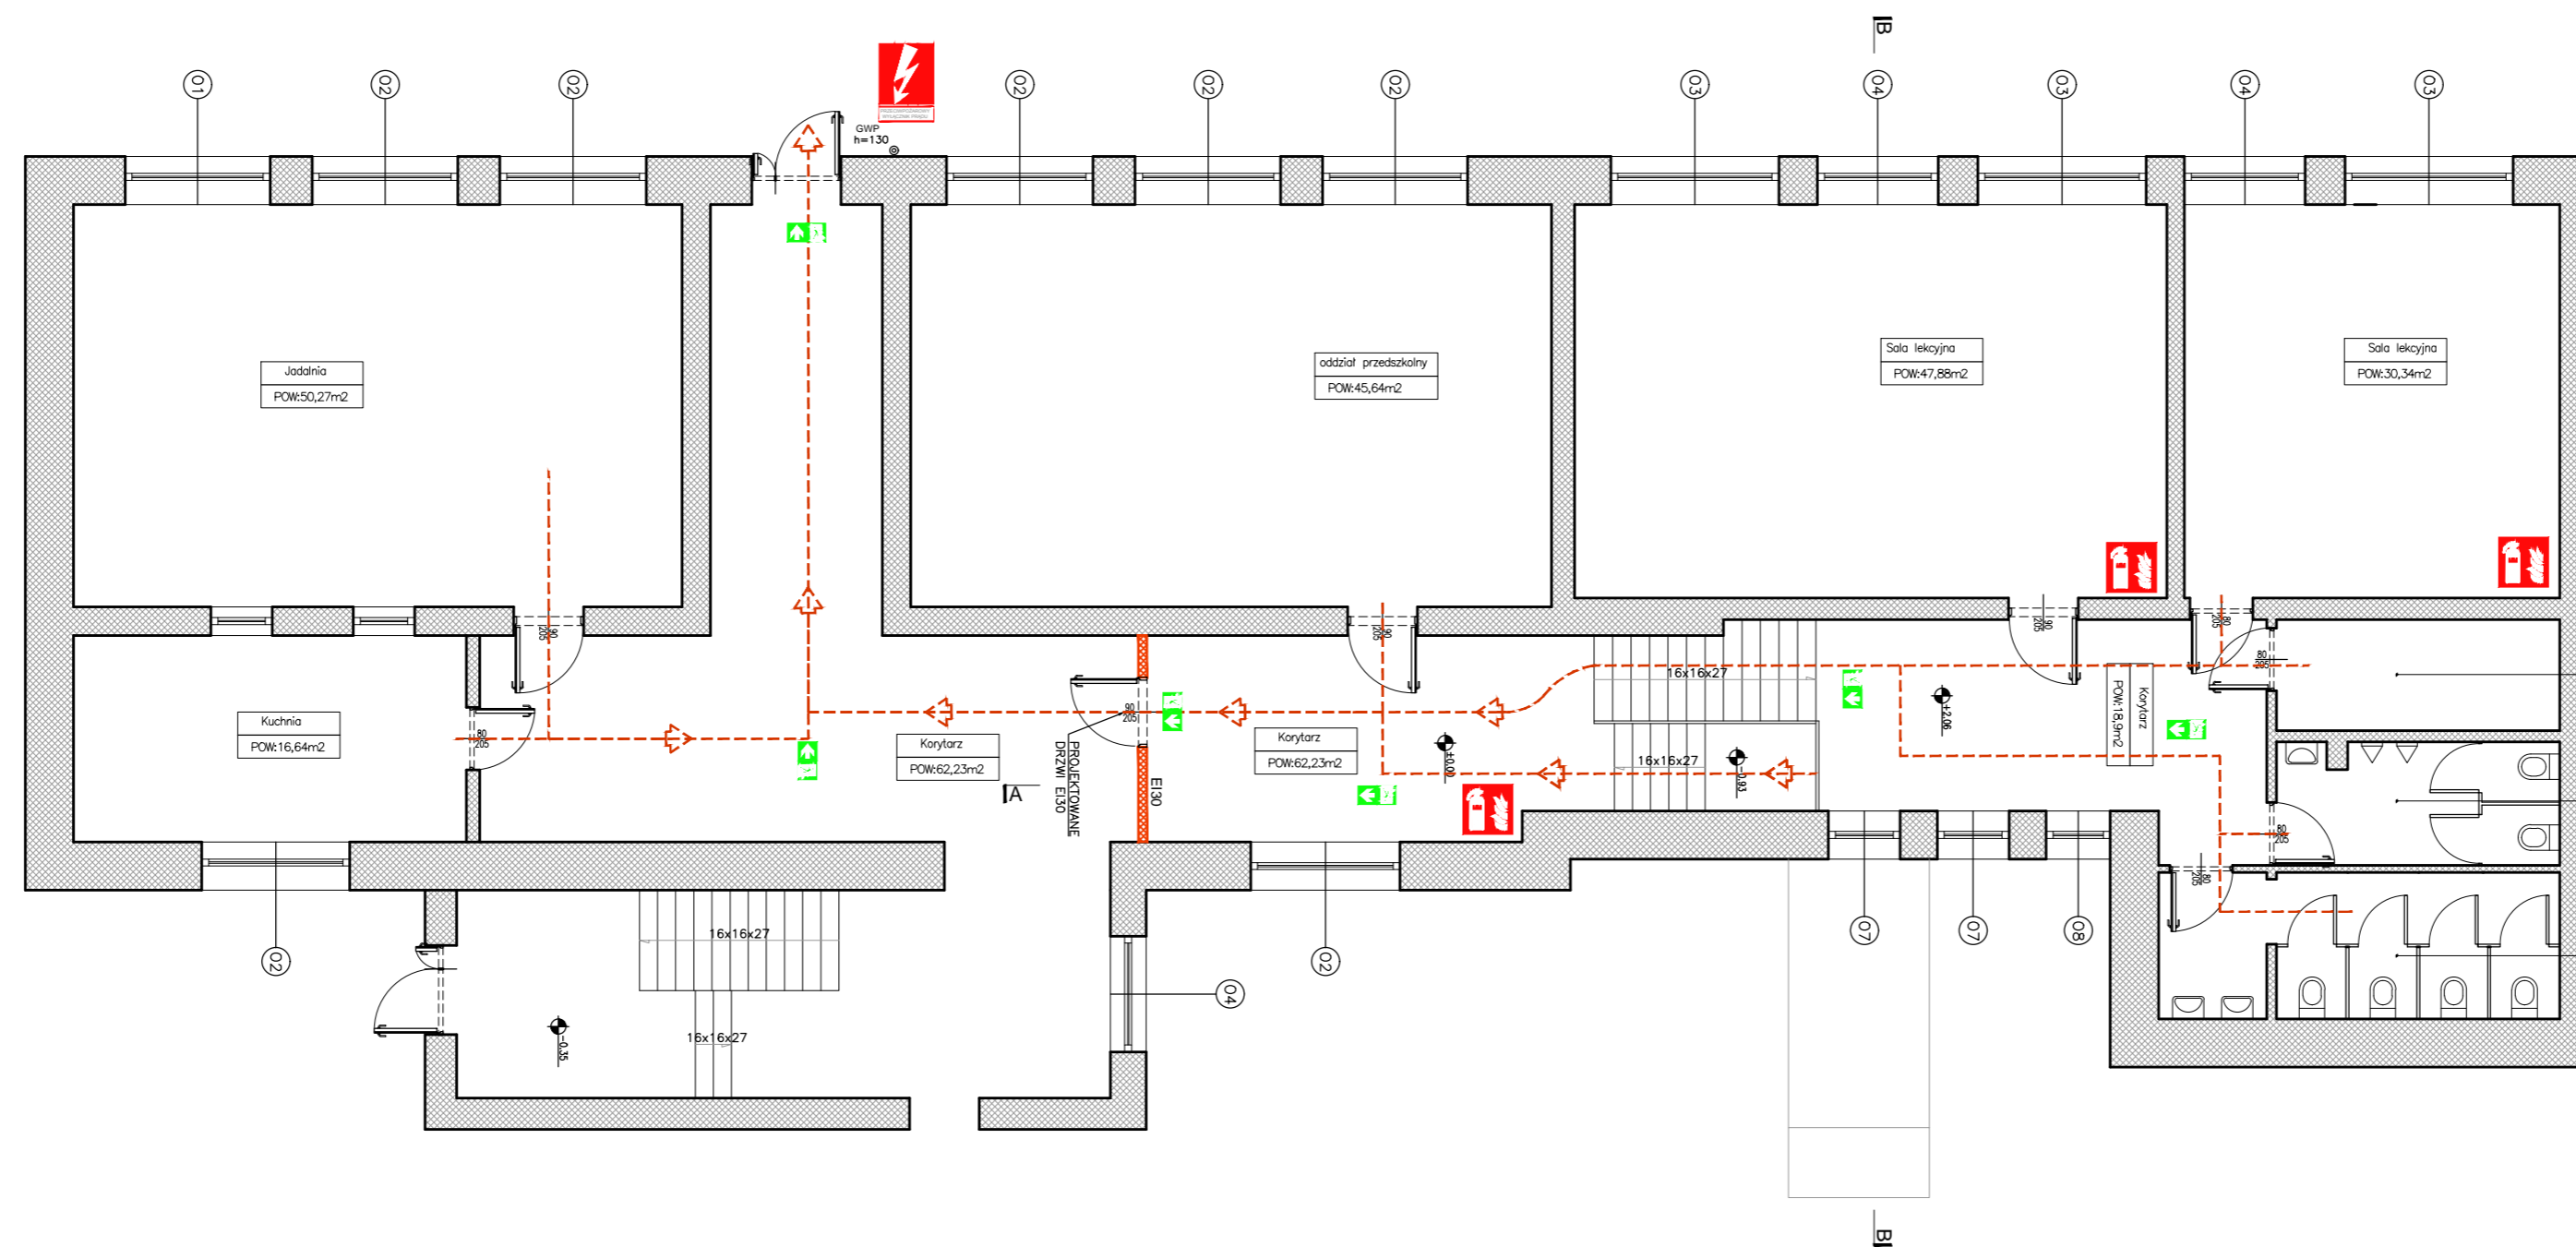 B
01
02
02
02
02
02
03
04
03
04
03
GWP
h=130
Jadalnia
POW:50,27m2
oddział przedszkolny
POW:45,64m2
Sala lekcyjna
POW:47,88m2
Sala lekcyjna
POW:30,34m2
90
205
90
205
90
205
80
205
80
205
16x16x27
+2.06
Korytarz
POW:18,9m2
Kuchnia
POW:16,64m2
80
205
Korytarz
POW:62,23m2
90
205
PROJEKTOWANE
DRZWI EI30
EI30
Korytarz
POW:62,23m2
±0.00
16x16x27
-0.93
A
80
205
80
205
02
16x16x27
16x16x27
-0.35
04
02
07
07
08
B